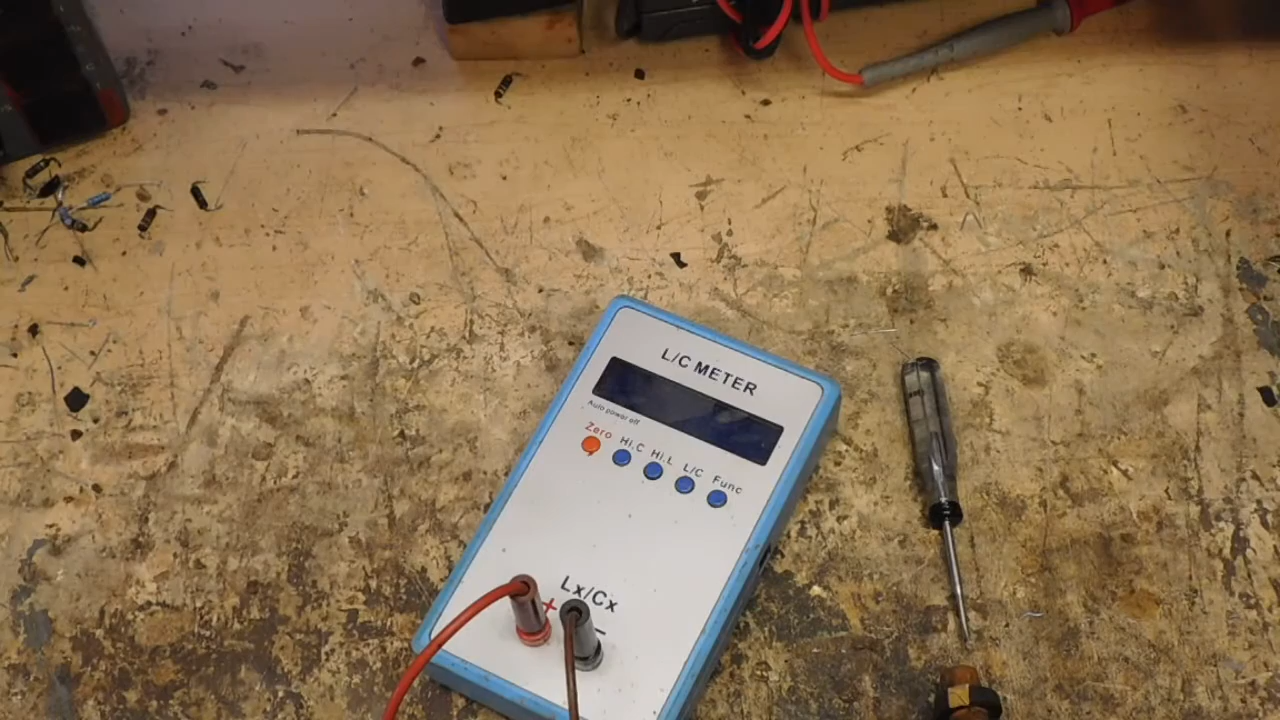 L/C METER
Auto power off
Zero Hi.C Hi.L L/C Func
Lx/Cx
+ −